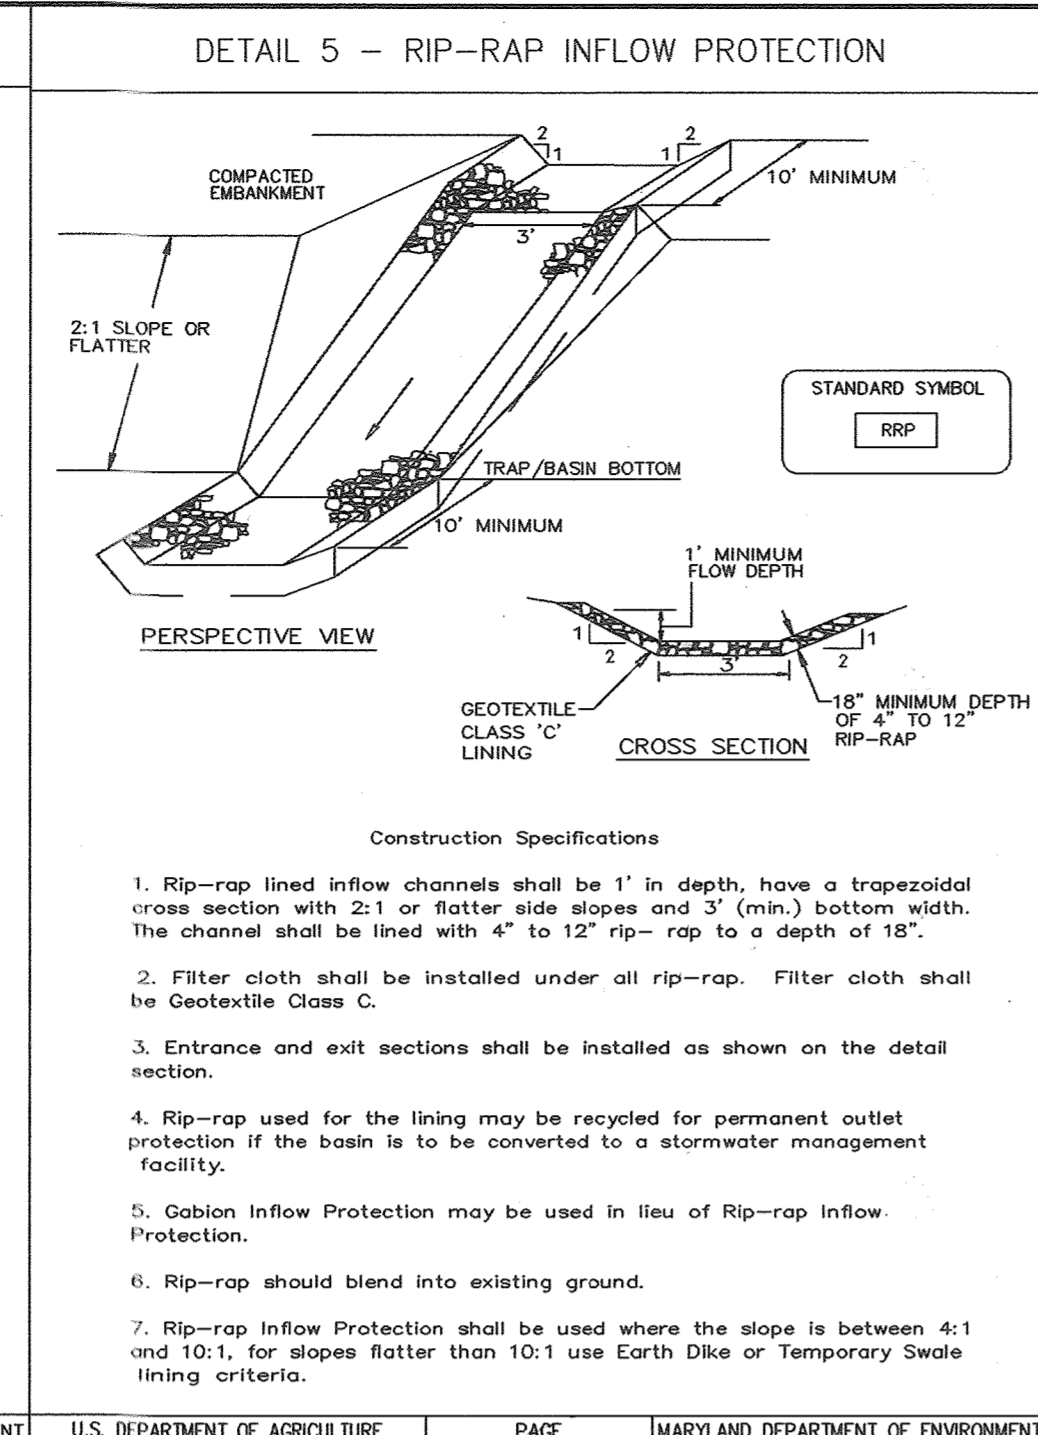 DETAIL 5 – RIP–RAP INFLOW PROTECTION
2
1
2
1
COMPACTED
EMBANKMENT
10' MINIMUM
3'
2:1 SLOPE OR
FLATTER
STANDARD SYMBOL
RRP
TRAP/BASIN BOTTOM
10' MINIMUM
PERSPECTIVE VIEW
1' MINIMUM
FLOW DEPTH
1
2
3'
1
2
GEOTEXTILE
CLASS 'C'
LINING
18" MINIMUM DEPTH
OF 4" TO 12"
RIP–RAP
CROSS SECTION
Construction Specifications
1. Rip–rap lined inflow channels shall be 1' in depth, have a trapezoidal
cross section with 2:1 or flatter side slopes and 3' (min.) bottom width.
The channel shall be lined with 4" to 12" rip– rap to a depth of 18".
2. Filter cloth shall be installed under all rip–rap. Filter cloth shall
be Geotextile Class C.
3. Entrance and exit sections shall be installed as shown on the detail
section.
4. Rip–rap used for the lining may be recycled for permanent outlet
protection if the basin is to be converted to a stormwater management
facility.
5. Gabion Inflow Protection may be used in lieu of Rip–rap Inflow
Protection.
6. Rip–rap should blend into existing ground.
7. Rip–rap Inflow Protection shall be used where the slope is between 4:1
and 10:1, for slopes flatter than 10:1 use Earth Dike or Temporary Swale
lining criteria.
NT U.S. DEPARTMENT OF AGRICULTURE PAGE MARYLAND DEPARTMENT OF ENVIRONMENT